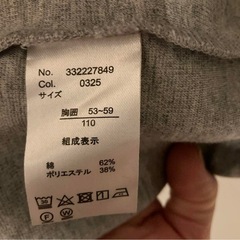 No. 332227849
Col. 0325
サイズ
胸囲 53~59
110
組成表示
綿 62%
ポリエステル 38%